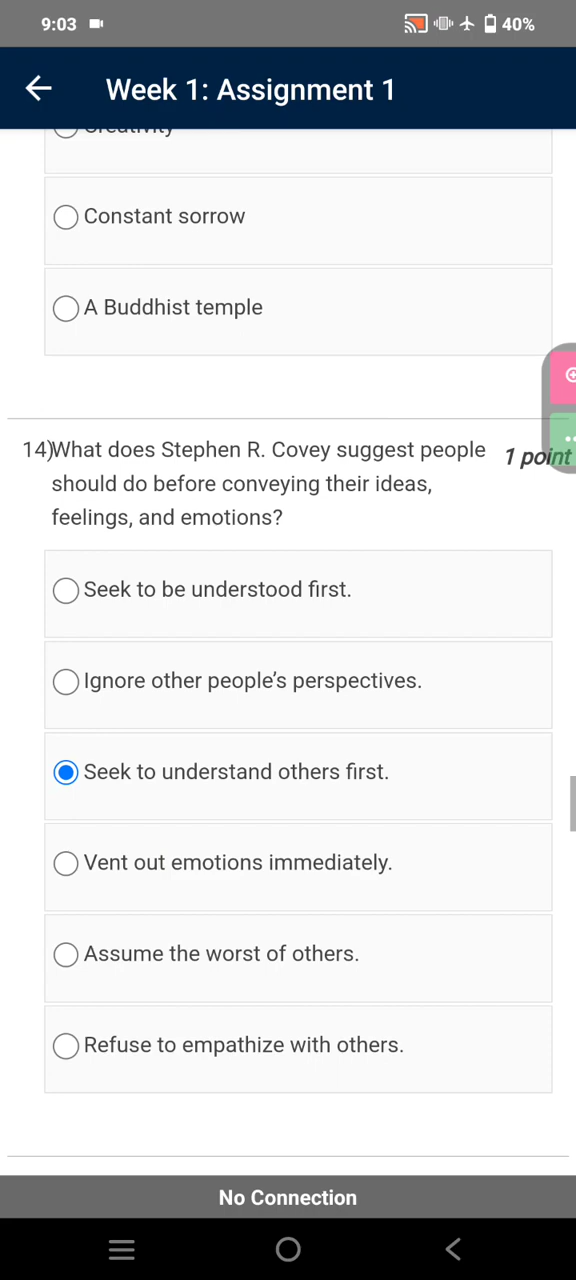 9:03
40%
Week 1: Assignment 1
Creativity
Constant sorrow
A Buddhist temple
14)What does Stephen R. Covey suggest people
1 point
should do before conveying their ideas,
feelings, and emotions?
Seek to be understood first.
Ignore other people’s perspectives.
Seek to understand others first.
Vent out emotions immediately.
Assume the worst of others.
Refuse to empathize with others.
No Connection